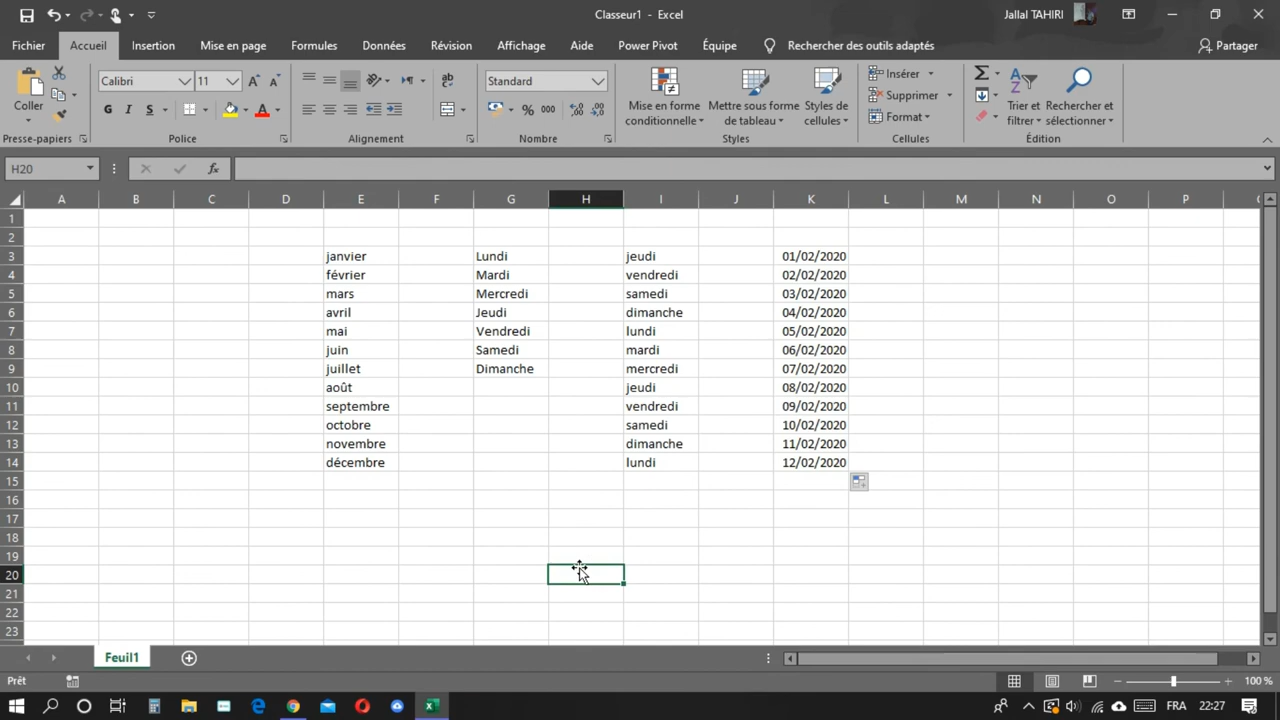 Classeur1 - Excel
Jallal TAHIRI
Fichier Accueil Insertion Mise en page Formules Données Révision Affichage Aide Power Pivot Équipe Rechercher des outils adaptés Partager
Coller
Presse-papiers
Calibri 11
G I S
Police
Alignement
Standard
% 000
Nombre
Mise en forme conditionnelle
Mettre sous forme de tableau
Styles de cellules
Styles
Insérer
Supprimer
Format
Cellules
Trier et filtrer
Rechercher et sélectionner
Édition
H20 fx
A B C D E F G H I J K L M N O P
1
2
3 janvier Lundi jeudi 01/02/2020
4 février Mardi vendredi 02/02/2020
5 mars Mercredi samedi 03/02/2020
6 avril Jeudi dimanche 04/02/2020
7 mai Vendredi lundi 05/02/2020
8 juin Samedi mardi 06/02/2020
9 juillet Dimanche mercredi 07/02/2020
10 août jeudi 08/02/2020
11 septembre vendredi 09/02/2020
12 octobre samedi 10/02/2020
13 novembre dimanche 11/02/2020
14 décembre lundi 12/02/2020
15
16
17
18
19
20
21
22
23
Feuil1
Prêt
100 %
FRA 22:27